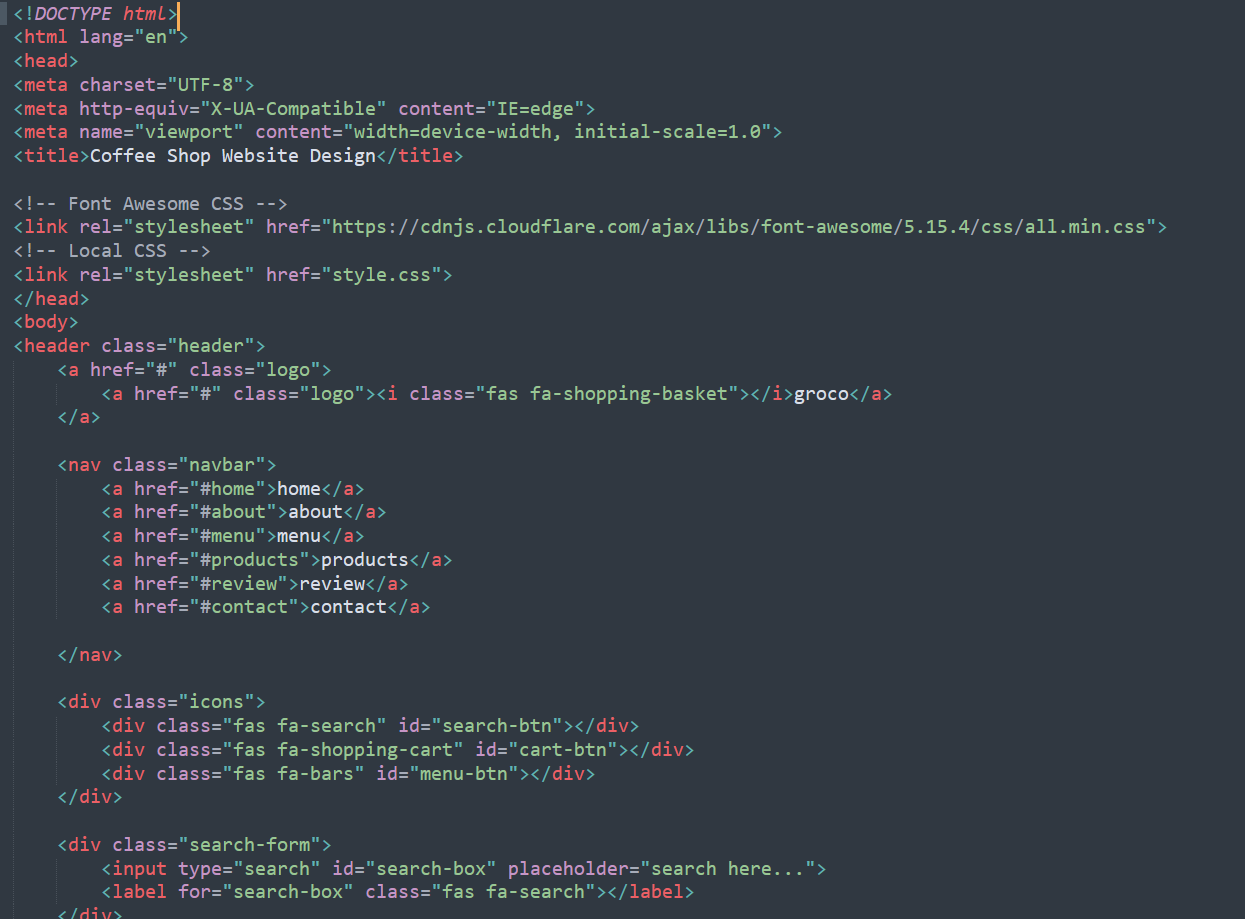 <!DOCTYPE html>
<html lang="en">
<head>
<meta charset="UTF-8">
<meta http-equiv="X-UA-Compatible" content="IE=edge">
<meta name="viewport" content="width=device-width, initial-scale=1.0">
<title>Coffee Shop Website Design</title>
<!-- Font Awesome CSS -->
<link rel="stylesheet" href="https://cdnjs.cloudflare.com/ajax/libs/font-awesome/5.15.4/css/all.min.css">
<!-- Local CSS -->
<link rel="stylesheet" href="style.css">
</head>
<body>
<header class="header">
<a href="#" class="logo">
<a href="#" class="logo"><i class="fas fa-shopping-basket"></i>groco</a>
</a>
<nav class="navbar">
<a href="#home">home</a>
<a href="#about">about</a>
<a href="#menu">menu</a>
<a href="#products">products</a>
<a href="#review">review</a>
<a href="#contact">contact</a>
</nav>
<div class="icons">
<div class="fas fa-search" id="search-btn"></div>
<div class="fas fa-shopping-cart" id="cart-btn"></div>
<div class="fas fa-bars" id="menu-btn"></div>
</div>
<div class="search-form">
<input type="search" id="search-box" placeholder="search here...">
<label for="search-box" class="fas fa-search"></label>
</div>